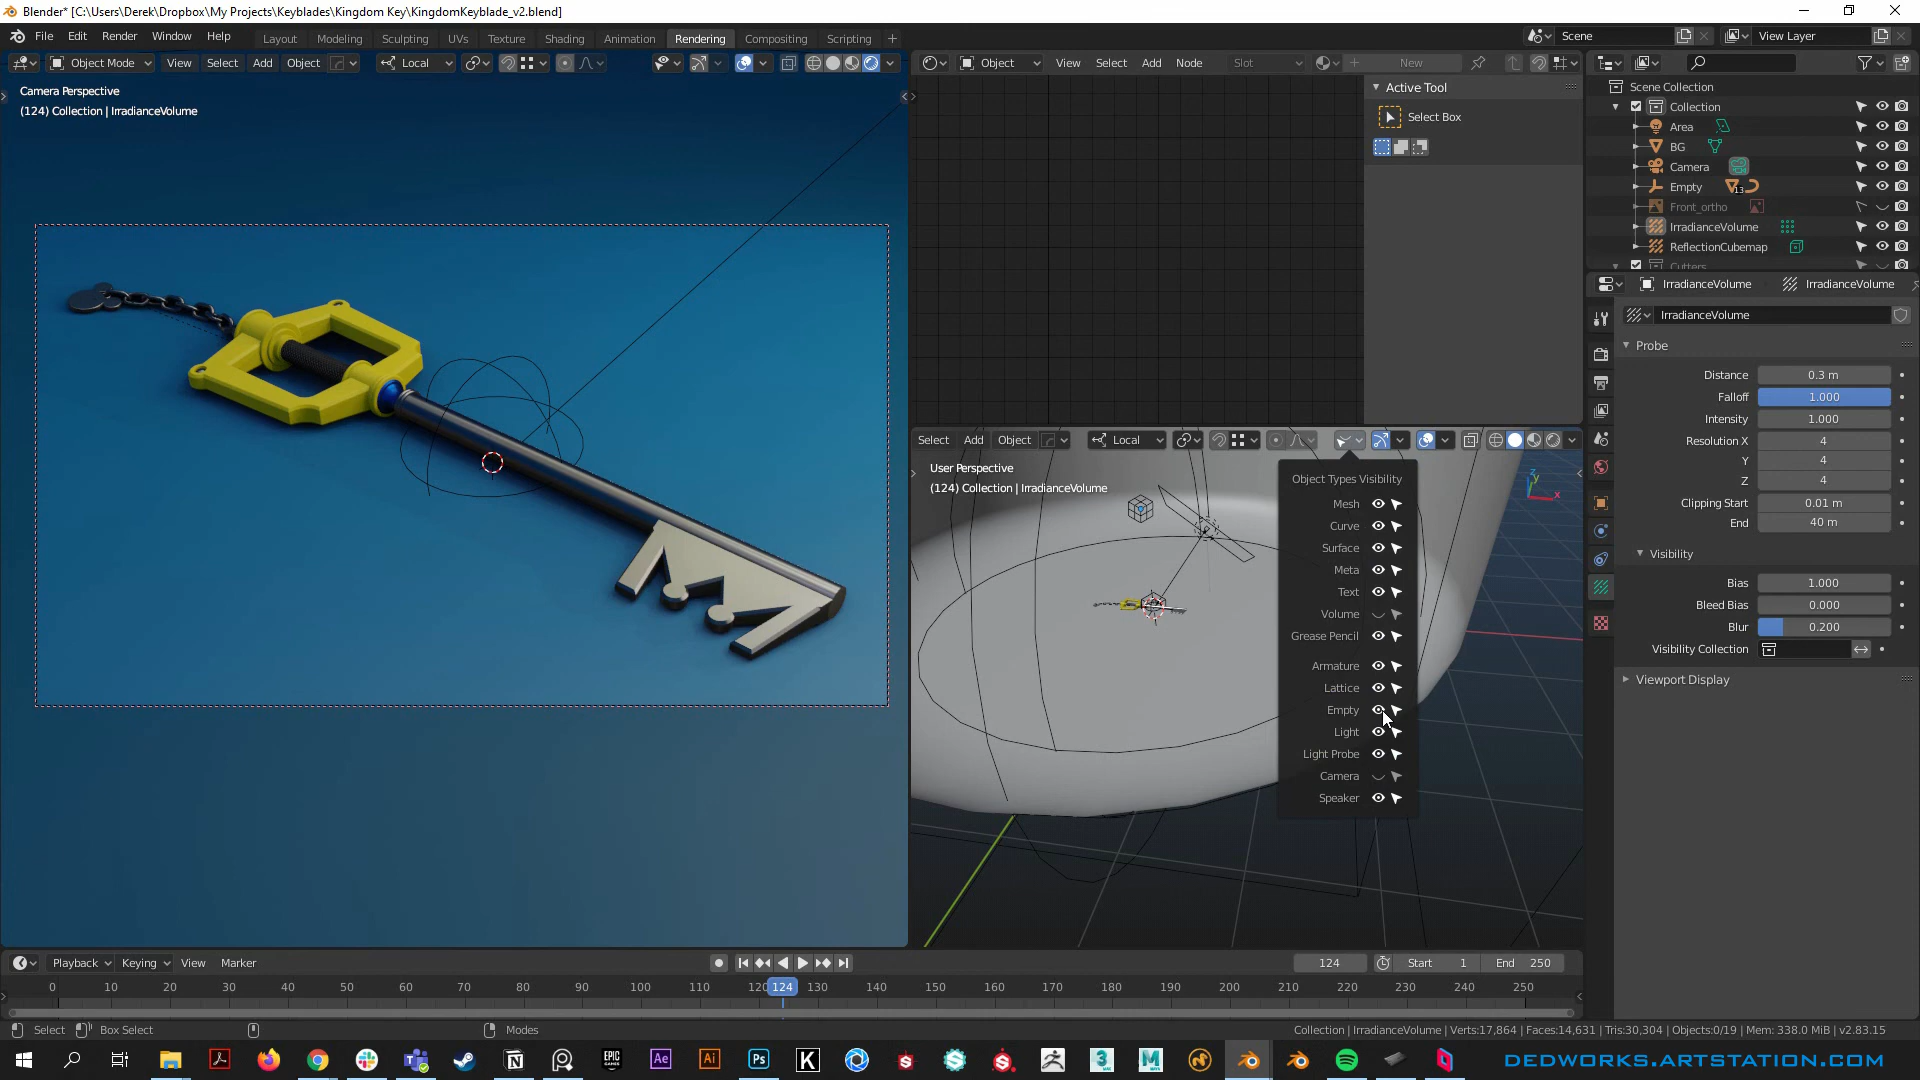 Blender* [C:\Users\Derek\Dropbox\My Projects\Keyblades\Kingdom Key\KingdomKeyblade_v2.blend]
File Edit Render Window Help
Layout Modeling Sculpting UVs Texture Shading Animation Rendering Compositing Scripting +
Scene View Layer
Object Mode View Select Add Object Local
Camera Perspective
(124) Collection | IrradianceVolume
Object View Select Add Node Slot New
Active Tool
Select Box
Scene Collection
Collection
Area
BG
Camera
Empty 13
Front_ortho
IrradianceVolume
ReflectionCubemap
Cutters
IrradianceVolume IrradianceVolume
IrradianceVolume
Probe
Distance 0.3 m
Falloff 1.000
Intensity 1.000
Resolution X 4
Y 4
Z 4
Clipping Start 0.01 m
End 40 m
Visibility
Bias 1.000
Bleed Bias 0.000
Blur 0.200
Visibility Collection
Viewport Display
Select Add Object Local
User Perspective
(124) Collection | IrradianceVolume
Z
X
Object Types Visibility
Mesh
Curve
Surface
Meta
Text
Volume
Grease Pencil
Armature
Lattice
Empty
Light
Light Probe
Camera
Speaker
Playback Keying View Marker
124 Start 1 End 250
0 10 20 30 40 50 60 70 80 90 100 110 120 124 130 140 150 160 170 180 190 200 210 220 230 240 250
Select Box Select Modes
Collection | IrradianceVolume | Verts:17,864 | Faces:14,631 | Tris:30,304 | Objects:0/19 | Mem: 338.0 MiB | v2.83.15
EPIC GAMES Ae Ai Ps K 3 M
DEDWORKS.ARTSTATION.COM